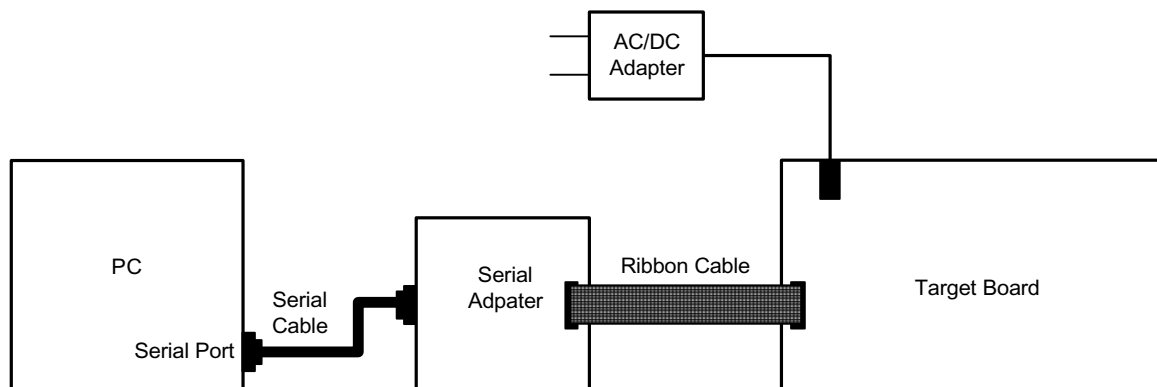 AC/DC
Adapter
PC
Serial
Cable
Serial Port
Serial
Adpater
Ribbon Cable
Target Board